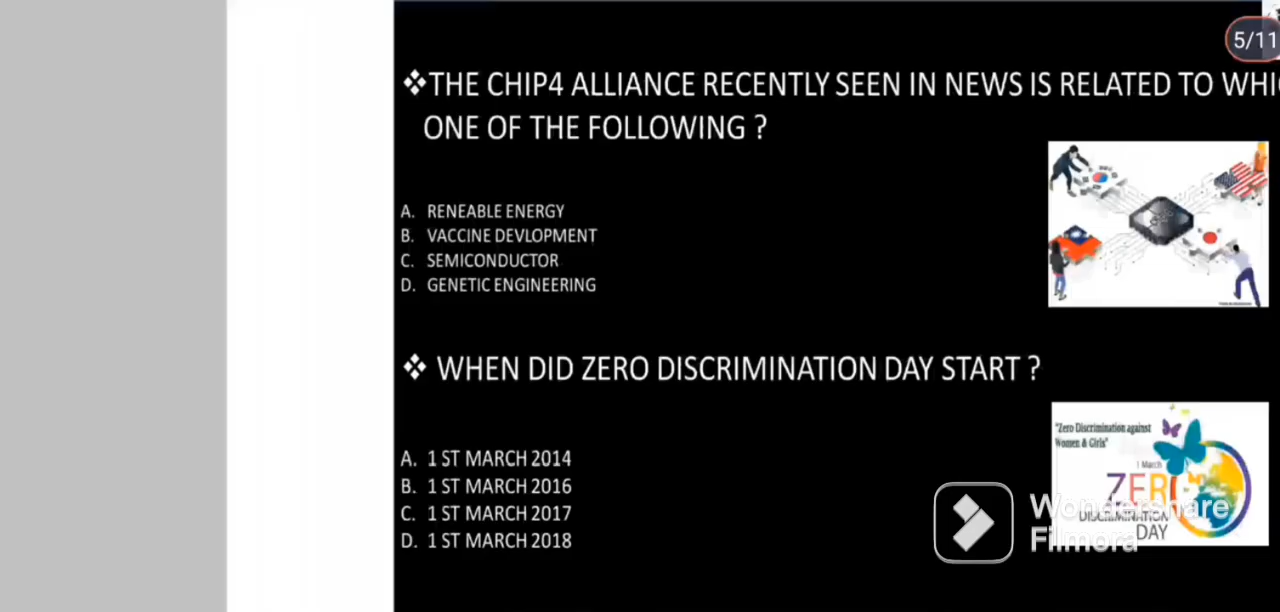 5/11
❖THE CHIP4 ALLIANCE RECENTLY SEEN IN NEWS IS RELATED TO
ONE OF THE FOLLOWING ?
A. RENEABLE ENERGY
B. VACCINE DEVLOPMENT
C. SEMICONDUCTOR
D. GENETIC ENGINEERING
❖ WHEN DID ZERO DISCRIMINATION DAY START ?
"Zero Discrimination against
Women & Girls"
1 March
ZERO
DISCRIMINATION
DAY
A. 1 ST MARCH 2014
B. 1 ST MARCH 2016
C. 1 ST MARCH 2017
D. 1 ST MARCH 2018
Wondershare
Filmora